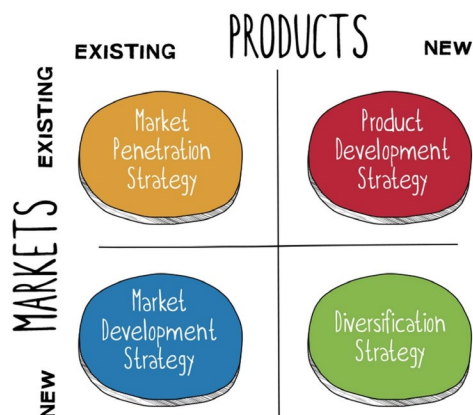 PRODUCTS
EXISTING
NEW
MARKETS
EXISTING
NEW
Market
Penetration
Strategy
Product
Development
Strategy
Market
Development
Strategy
Diversification
Strategy